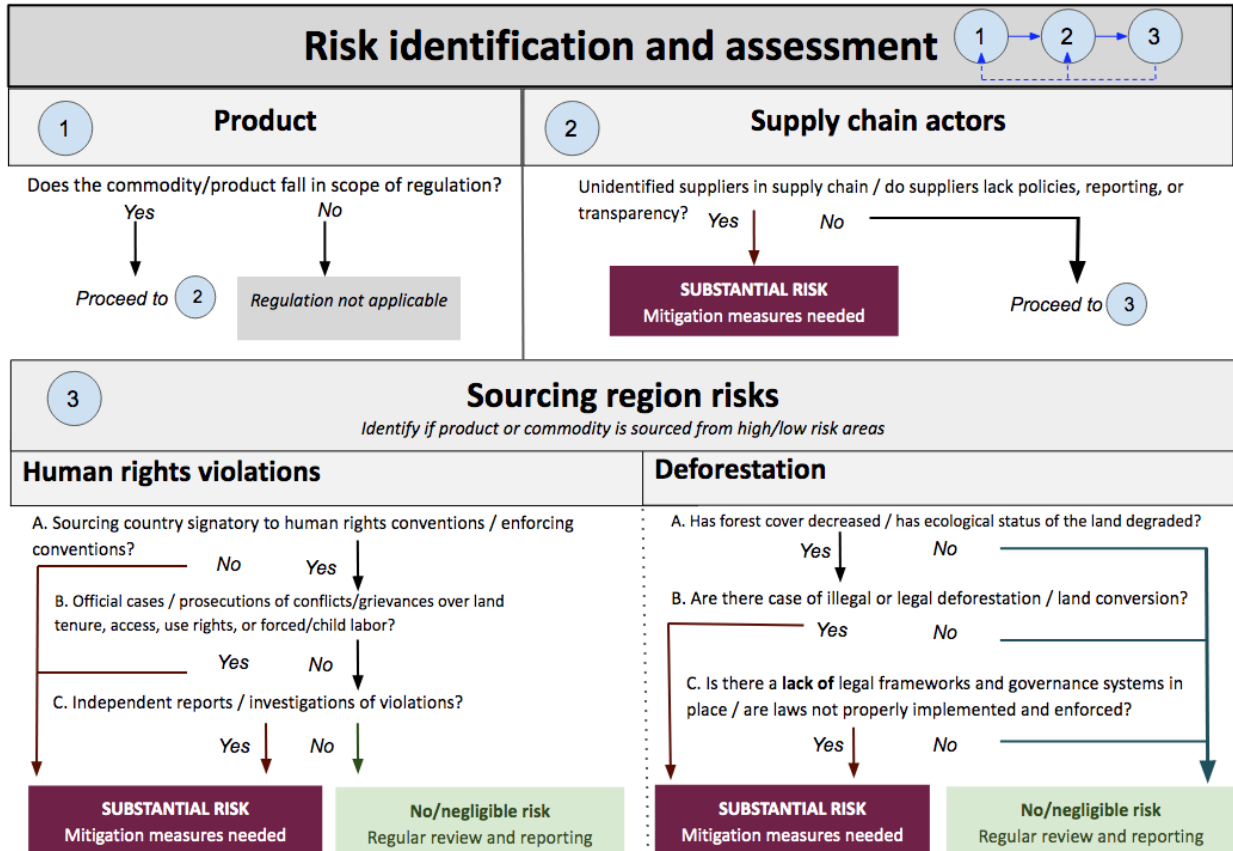 Risk identification and assessment
1
2
3
1
Product
2
Supply chain actors
Does the commodity/product fall in scope of regulation?
Yes
No
Proceed to 2
Regulation not applicable
Unidentified suppliers in supply chain / do suppliers lack policies, reporting, or
transparency?
Yes
No
SUBSTANTIAL RISK
Mitigation measures needed
Proceed to 3
3
Sourcing region risks
Identify if product or commodity is sourced from high/low risk areas
Human rights violations
A. Sourcing country signatory to human rights conventions / enforcing
conventions?
No
Yes
B. Official cases / prosecutions of conflicts/grievances over land
tenure, access, use rights, or forced/child labor?
Yes
No
C. Independent reports / investigations of violations?
Yes
No
SUBSTANTIAL RISK
Mitigation measures needed
No/negligible risk
Regular review and reporting
Deforestation
A. Has forest cover decreased / has ecological status of the land degraded?
Yes
No
B. Are there case of illegal or legal deforestation / land conversion?
Yes
No
C. Is there a lack of legal frameworks and governance systems in
place / are laws not properly implemented and enforced?
Yes
No
SUBSTANTIAL RISK
Mitigation measures needed
No/negligible risk
Regular review and reporting